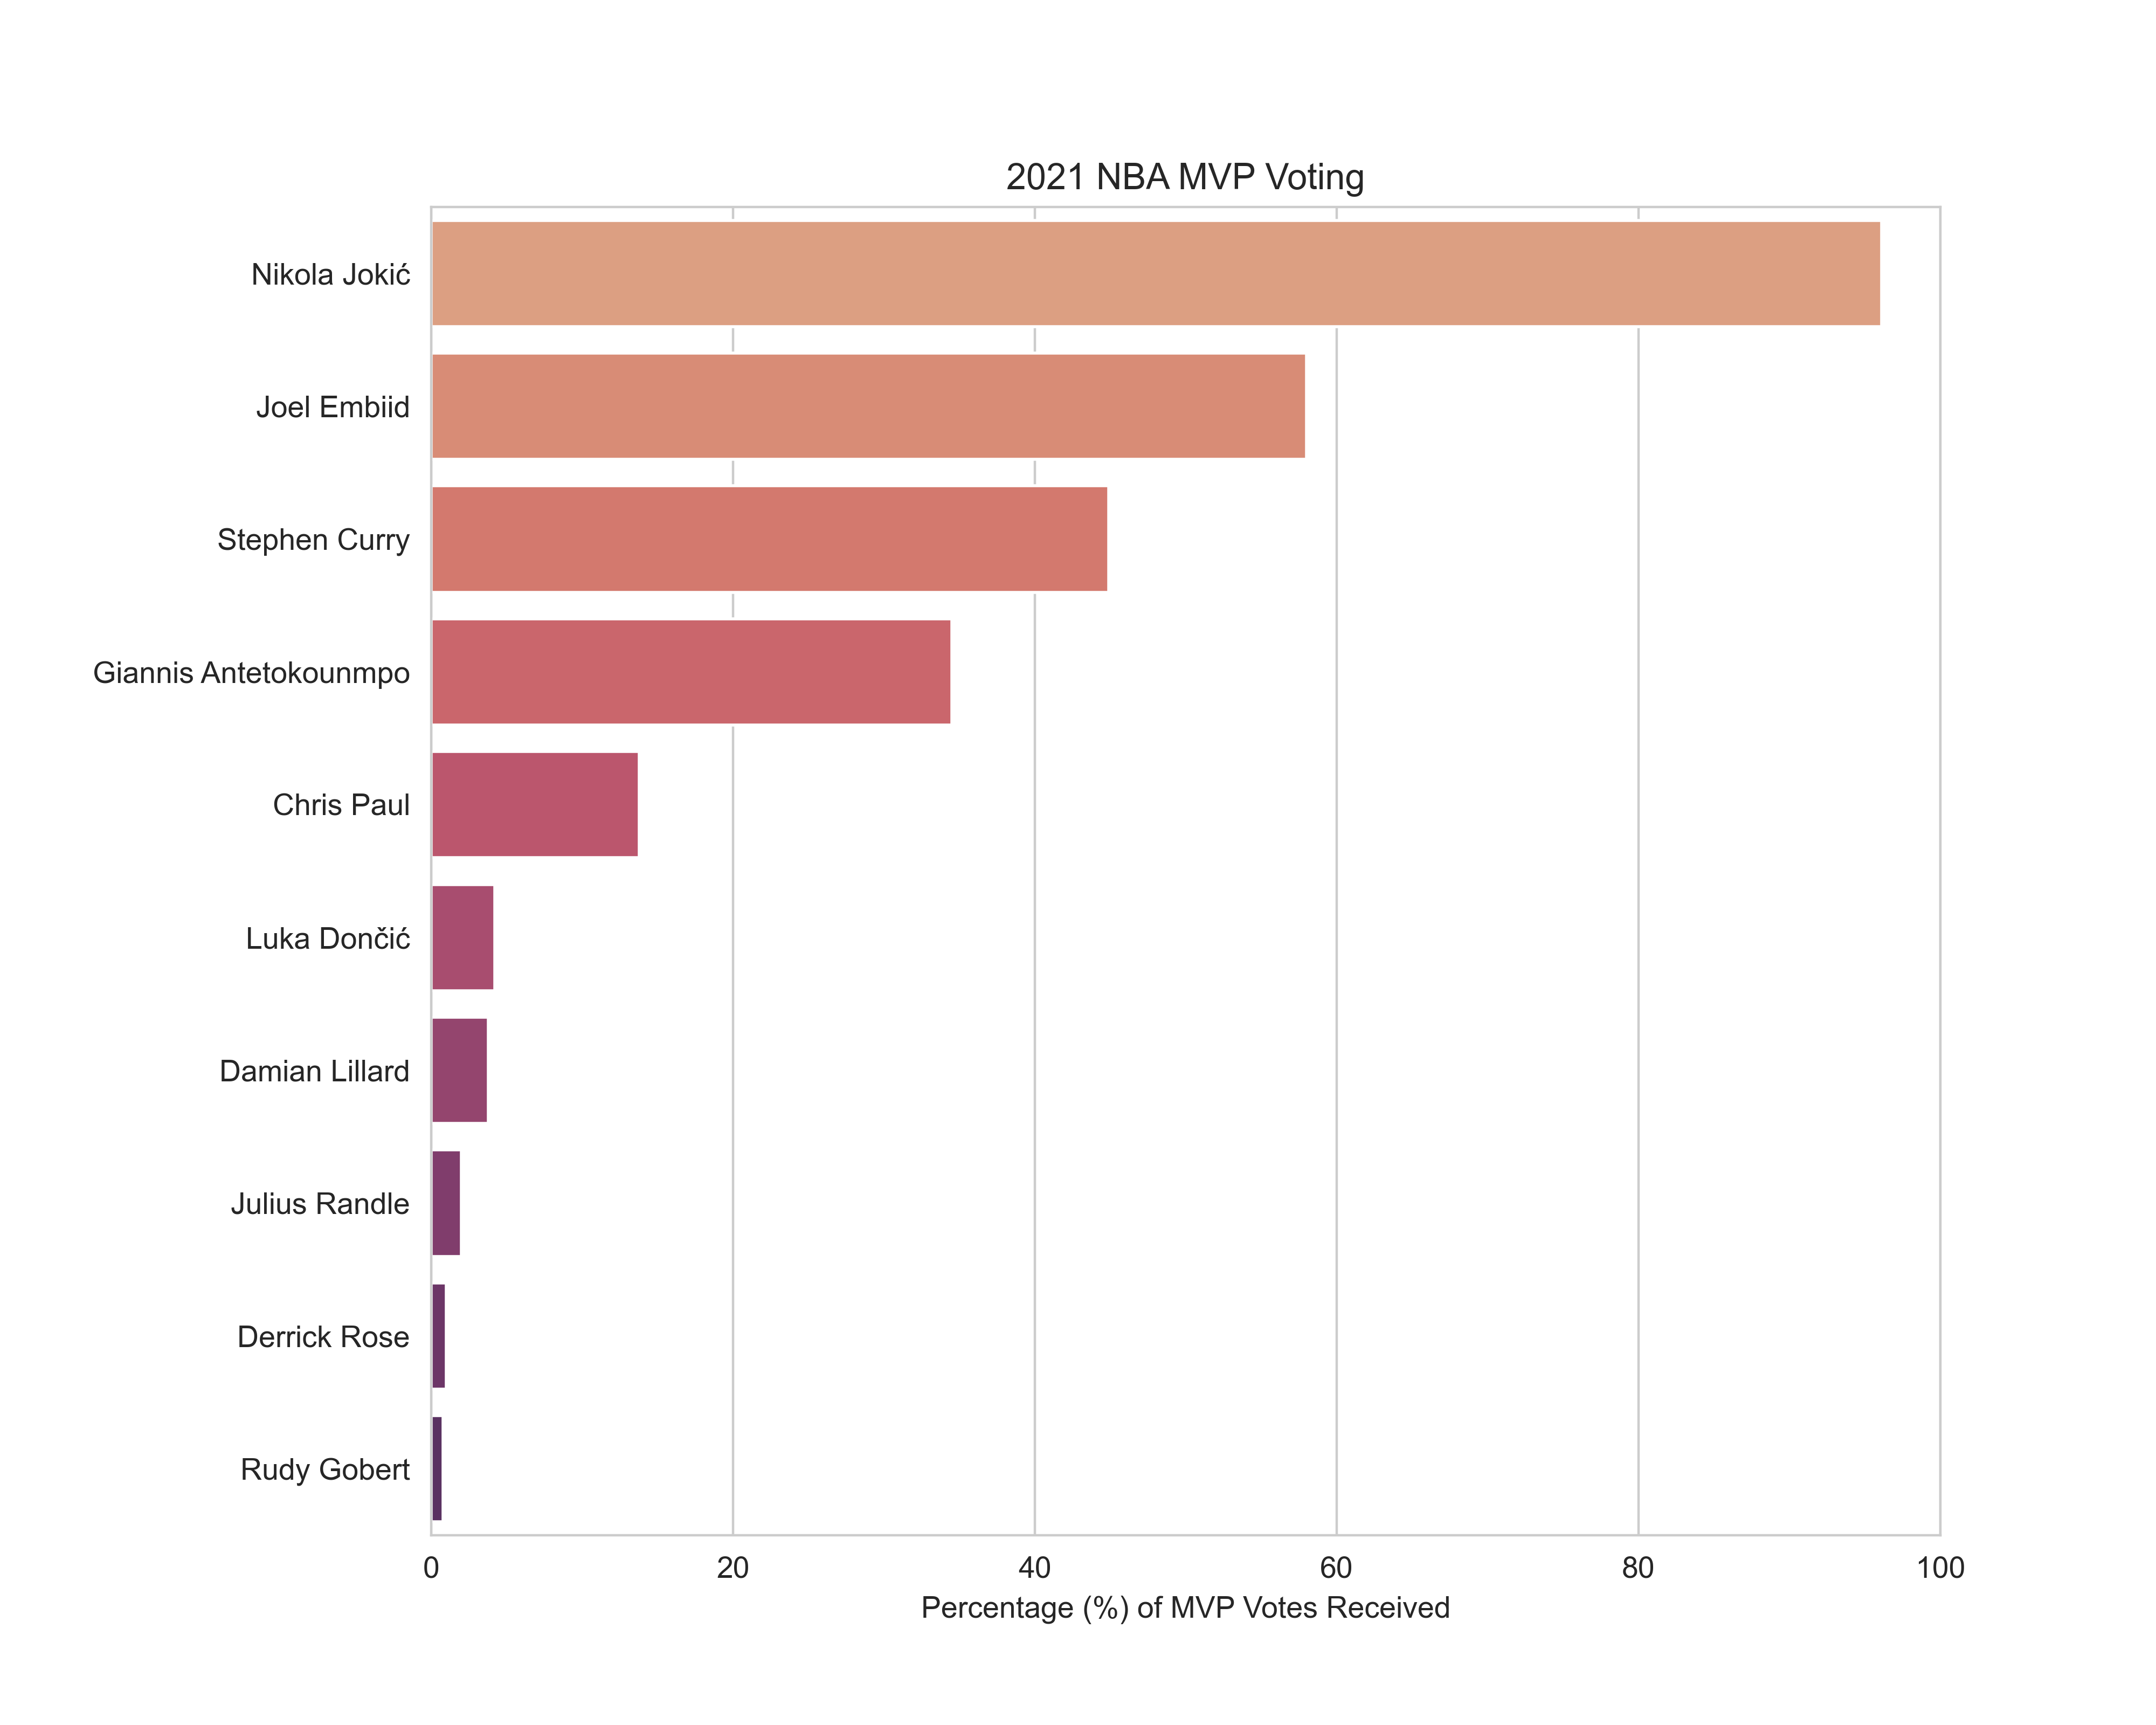 2021 NBA MVP Voting
Nikola Jokić
Joel Embiid
Stephen Curry
Giannis Antetokounmpo
Chris Paul
Luka Dončić
Damian Lillard
Julius Randle
Derrick Rose
Rudy Gobert
0 20 40 60 80 100
Percentage (%) of MVP Votes Received